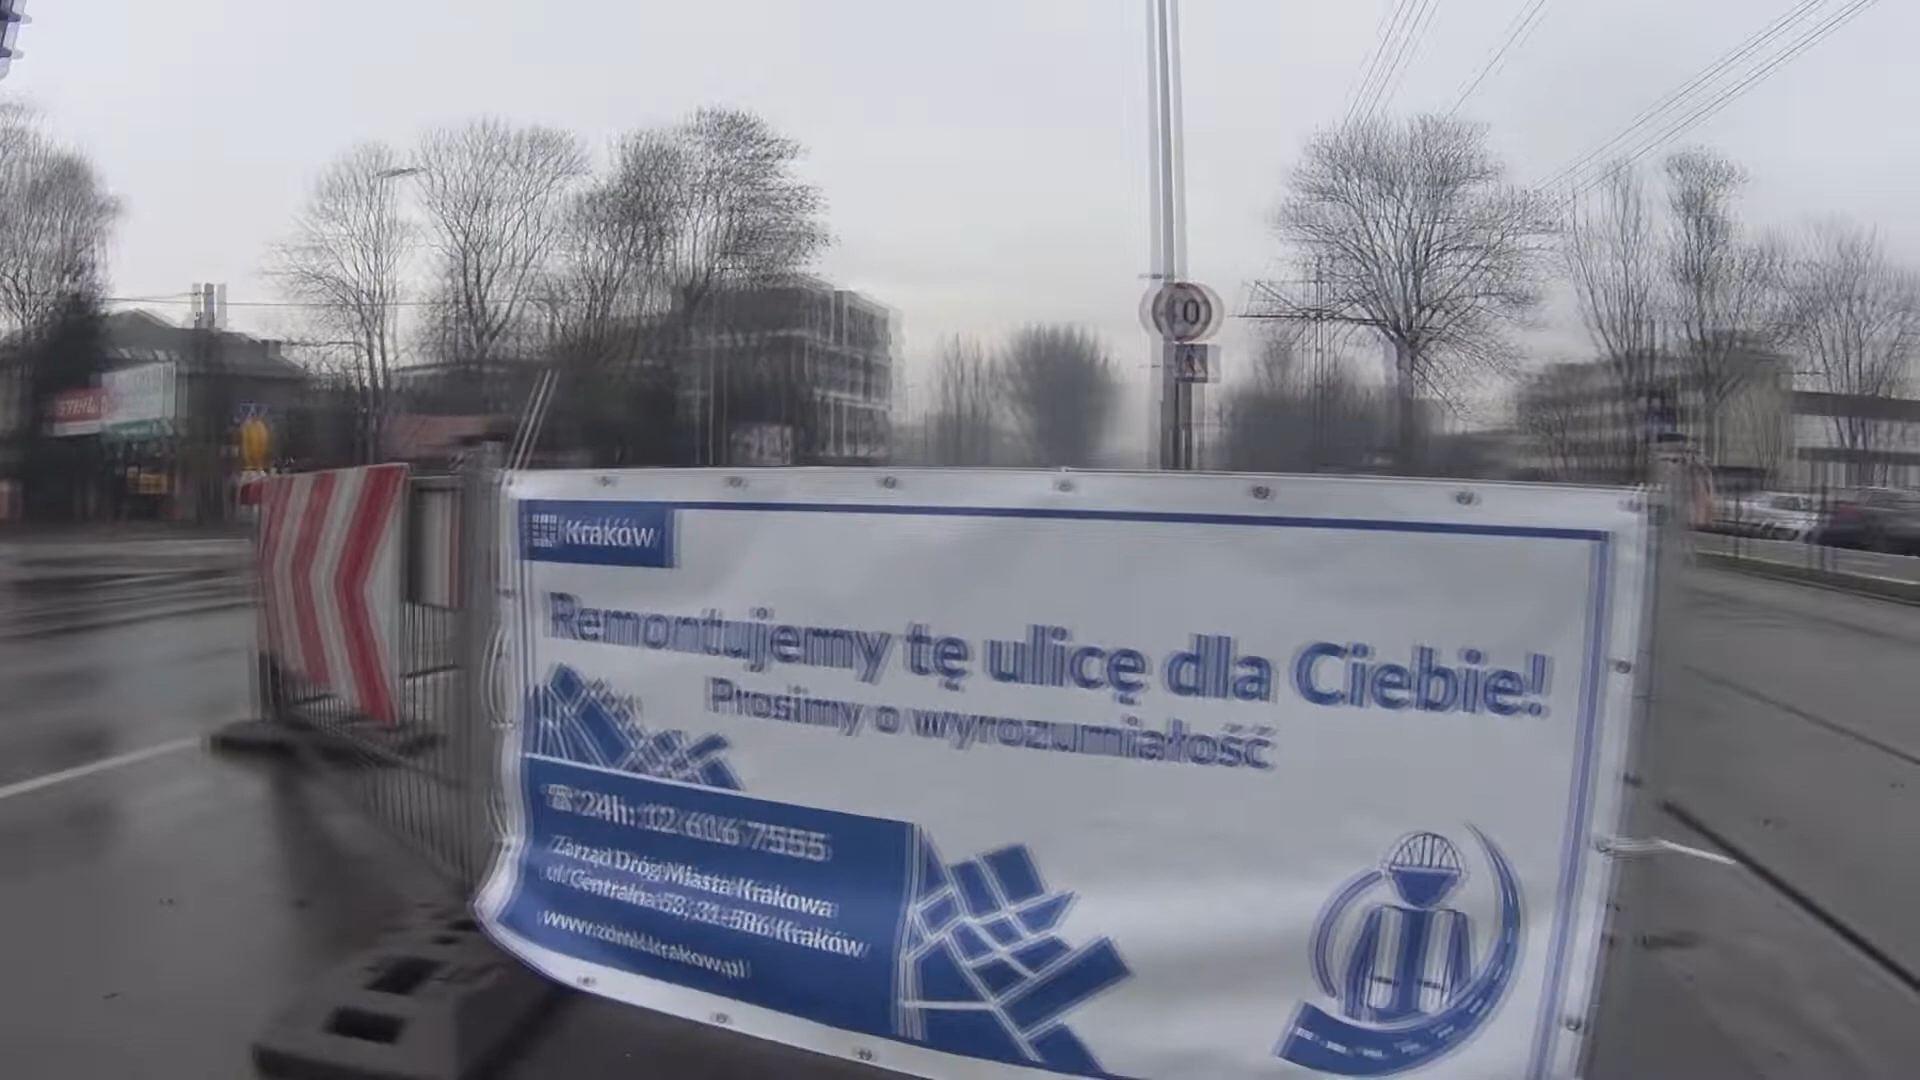 STIHL
40
Kraków
Remontujemy tę ulicę dla Ciebie!
Prosimy o wyrozumiałość
24h: 12 616 7555
Zarząd Dróg Miasta Krakowa
ul. Centralna 53, 31-586 Kraków
www.zdmk.krakow.pl